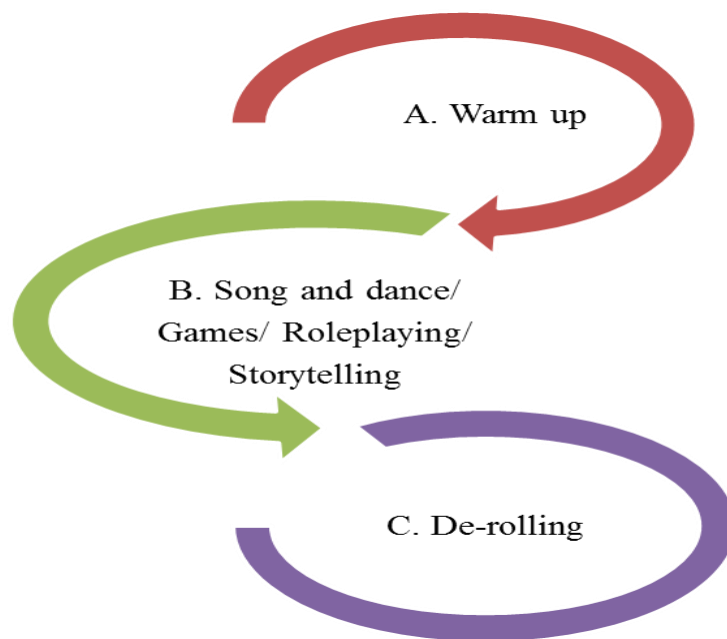 A. Warm up
B. Song and dance/
Games/ Roleplaying/
Storytelling
C. De-rolling